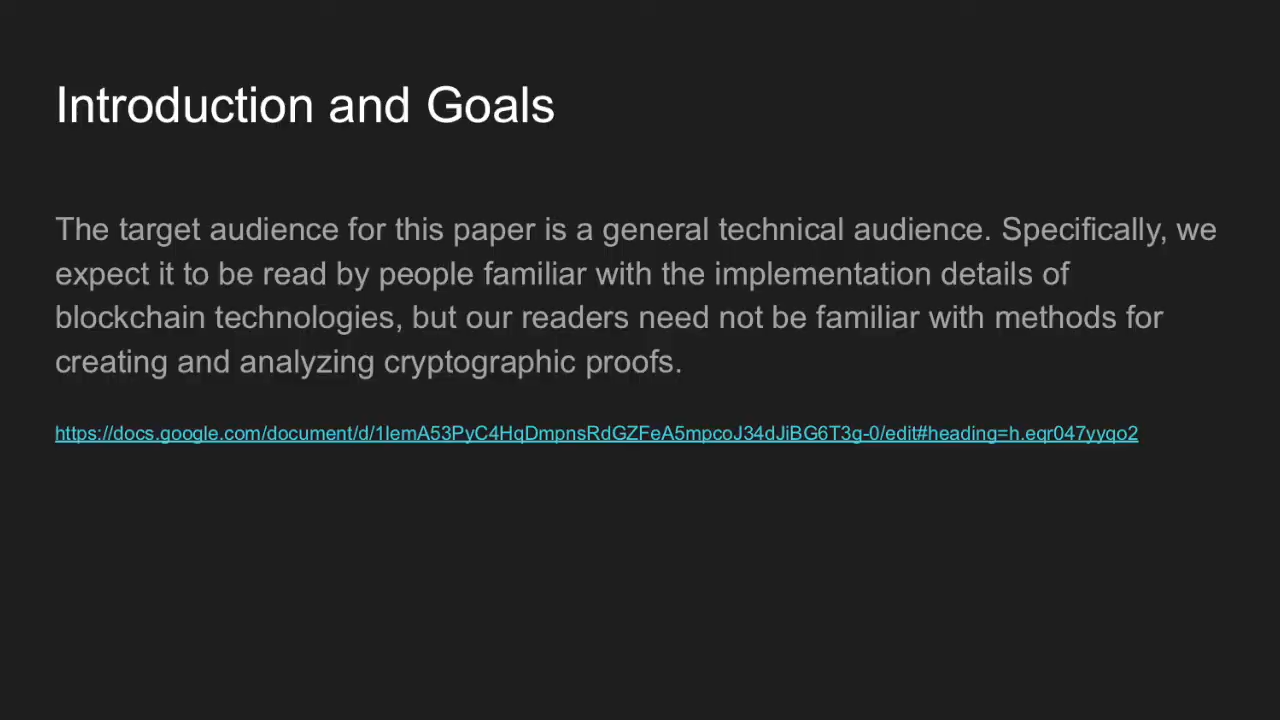 Introduction and Goals
The target audience for this paper is a general technical audience. Specifically, we
expect it to be read by people familiar with the implementation details of
blockchain technologies, but our readers need not be familiar with methods for
creating and analyzing cryptographic proofs.
https://docs.google.com/document/d/1lemA53PyC4HqDmpnsRdGZFeA5mpcoJ34dJiBG6T3g-0/edit#heading=h.eqr047yyqo2